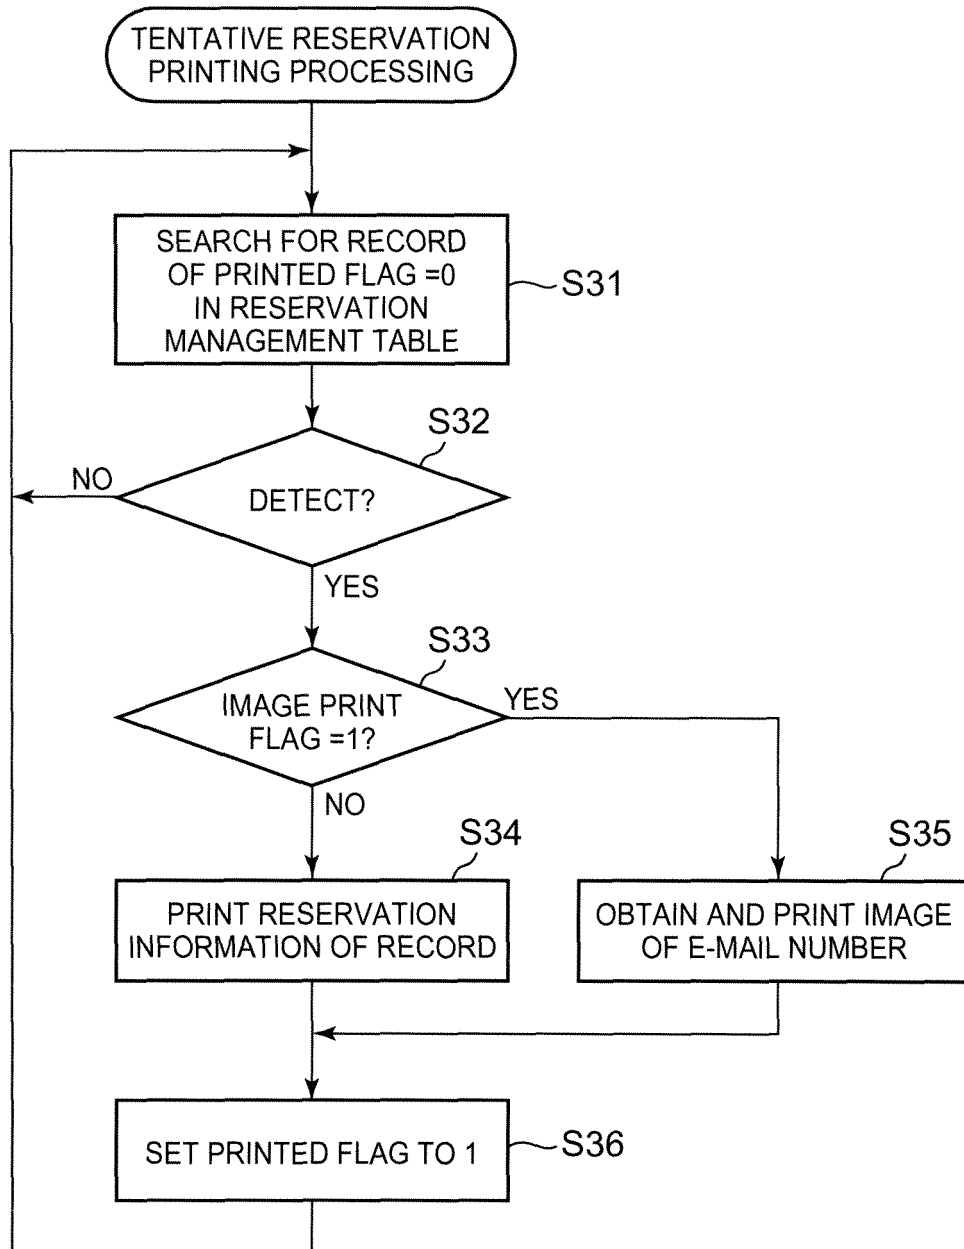 TENTATIVE RESERVATION
PRINTING PROCESSING
SEARCH FOR RECORD
OF PRINTED FLAG =0
IN RESERVATION
MANAGEMENT TABLE
S31
S32
NO
DETECT?
YES
S33
YES
IMAGE PRINT
FLAG =1?
NO
S34
S35
PRINT RESERVATION
INFORMATION OF RECORD
OBTAIN AND PRINT IMAGE
OF E-MAIL NUMBER
SET PRINTED FLAG TO 1
S36